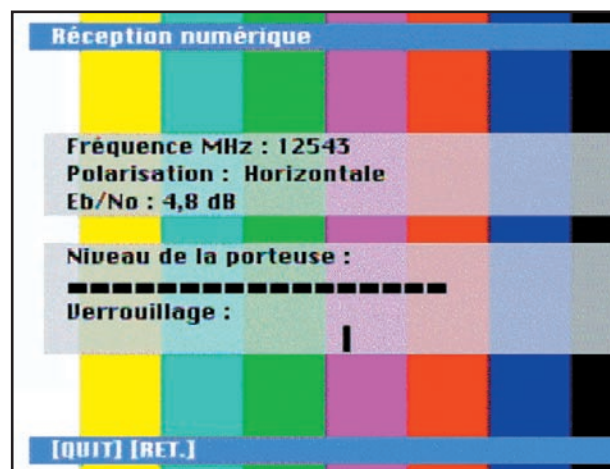 Réception numérique
Fréquence MHz : 12543
Polarisation : Horizontale
Eb/No : 4,8 dB
Niveau de la porteuse :
Verrouillage :
[QUIT] [RET.]